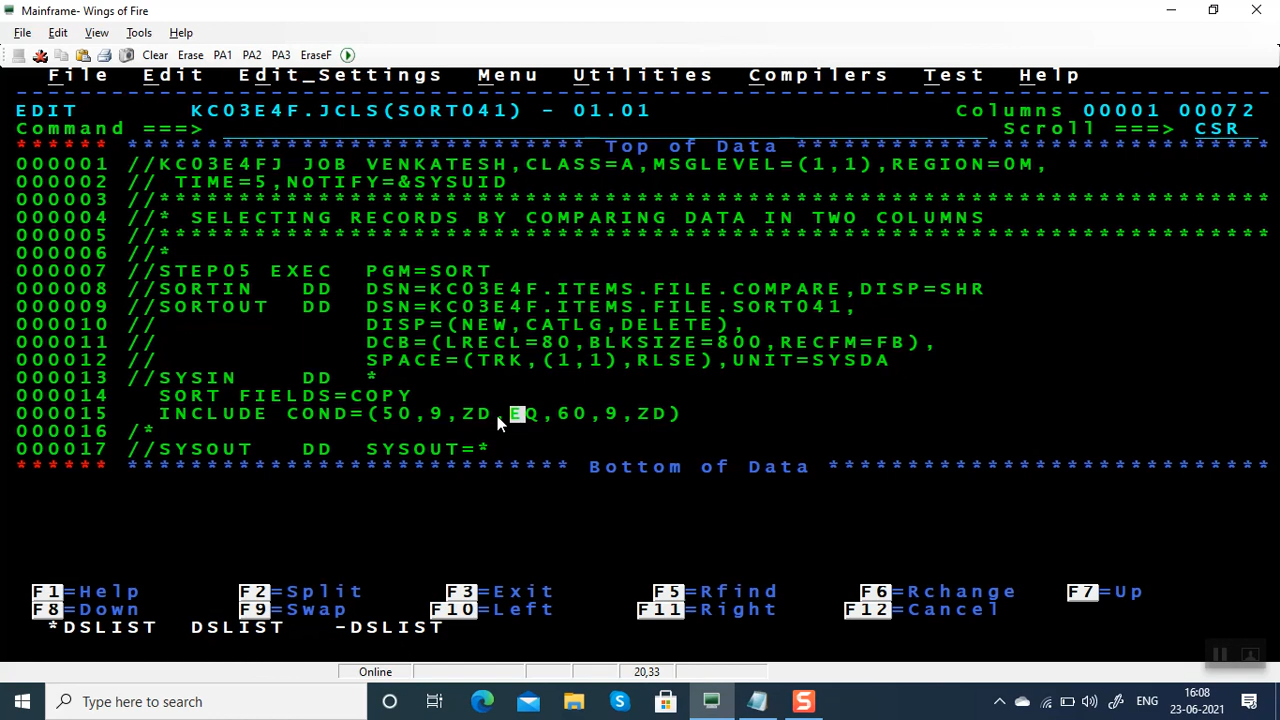 Mainframe- Wings of Fire
File Edit View Tools Help
Clear Erase PA1 PA2 PA3 EraseF
File Edit Edit_Settings Menu Utilities Compilers Test Help
EDIT KC03E4F.JCLS(SORT041) - 01.01 Columns 00001 00072
Command ===> Scroll ===> CSR
****** **************************** Top of Data ****************************
000001 //KC03E4FJ JOB VENKATESH,CLASS=A,MSGLEVEL=(1,1),REGION=0M,
000002 // TIME=5,NOTIFY=&SYSUID
000003 //**********************************************************************
000004 //* SELECTING RECORDS BY COMPARING DATA IN TWO COLUMNS
000005 //**********************************************************************
000006 //*
000007 //STEP05 EXEC PGM=SORT
000008 //SORTIN DD DSN=KC03E4F.ITEMS.FILE.COMPARE,DISP=SHR
000009 //SORTOUT DD DSN=KC03E4F.ITEMS.FILE.SORT041,
000010 // DISP=(NEW,CATLG,DELETE),
000011 // DCB=(LRECL=80,BLKSIZE=800,RECFM=FB),
000012 // SPACE=(TRK,(1,1),RLSE),UNIT=SYSDA
000013 //SYSIN DD *
000014 SORT FIELDS=COPY
000015 INCLUDE COND=(50,9,ZD,EQ,60,9,ZD)
000016 /*
000017 //SYSOUT DD SYSOUT=*
****** **************************** Bottom of Data ****************************
F1=Help F2=Split F3=Exit F5=Rfind F6=Rchange F7=Up
F8=Down F9=Swap F10=Left F11=Right F12=Cancel
*DSLIST DSLIST -DSLIST
Online 20,33
Type here to search
ENG
16:08
23-06-2021